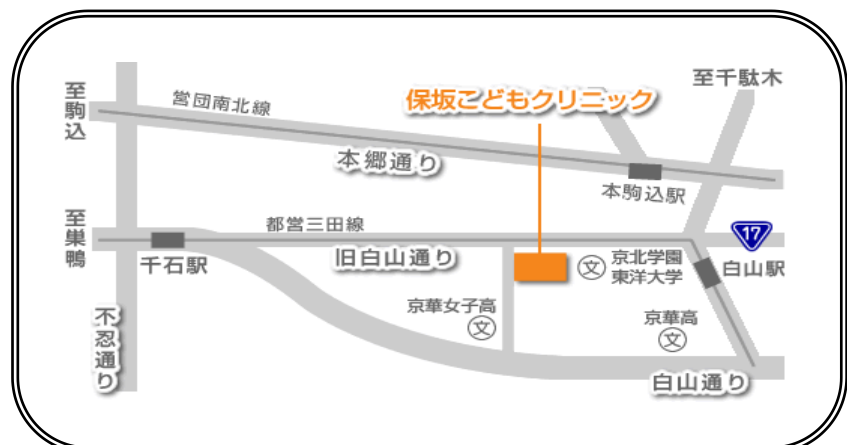 至駒込
営団南北線
保坂こどもクリニック
至千駄木
本郷通り
本駒込駅
至巣鴨
都営三田線
17
千石駅
旧白山通り
文
京北学園
東洋大学
白山駅
京華女子高
文
京華高
文
不忍通り
白山通り